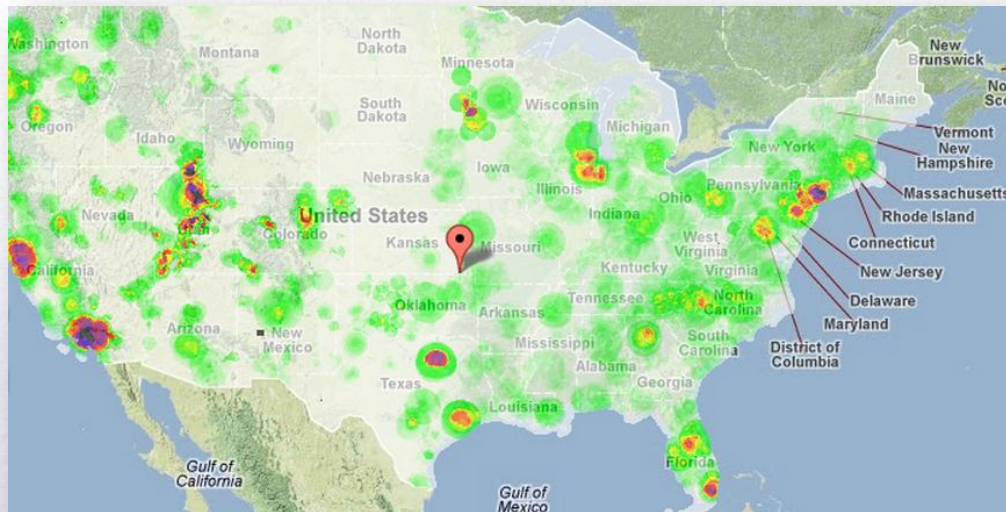 North
Dakota
New
Brunswick
Washington
Montana
Minnesota
Maine
South
Dakota
Wisconsin
Oregon
Idaho
Wyoming
Michigan
Vermont
New York
New
Hampshire
Iowa
Nebraska
Illinois
Ohio
Pennsylvania
Massachusetts
Nevada
United States
Indiana
Rhode Island
Utah
Colorado
Kansas
Missouri
West
Virginia
Connecticut
California
Kentucky
Virginia
New Jersey
Oklahoma
Tennessee
North
Carolina
Delaware
Arkansas
Maryland
Arizona
New
Mexico
Mississippi
South
Carolina
District of
Columbia
Alabama
Texas
Georgia
Louisiana
Gulf of
California
Florida
Gulf of
Mexico